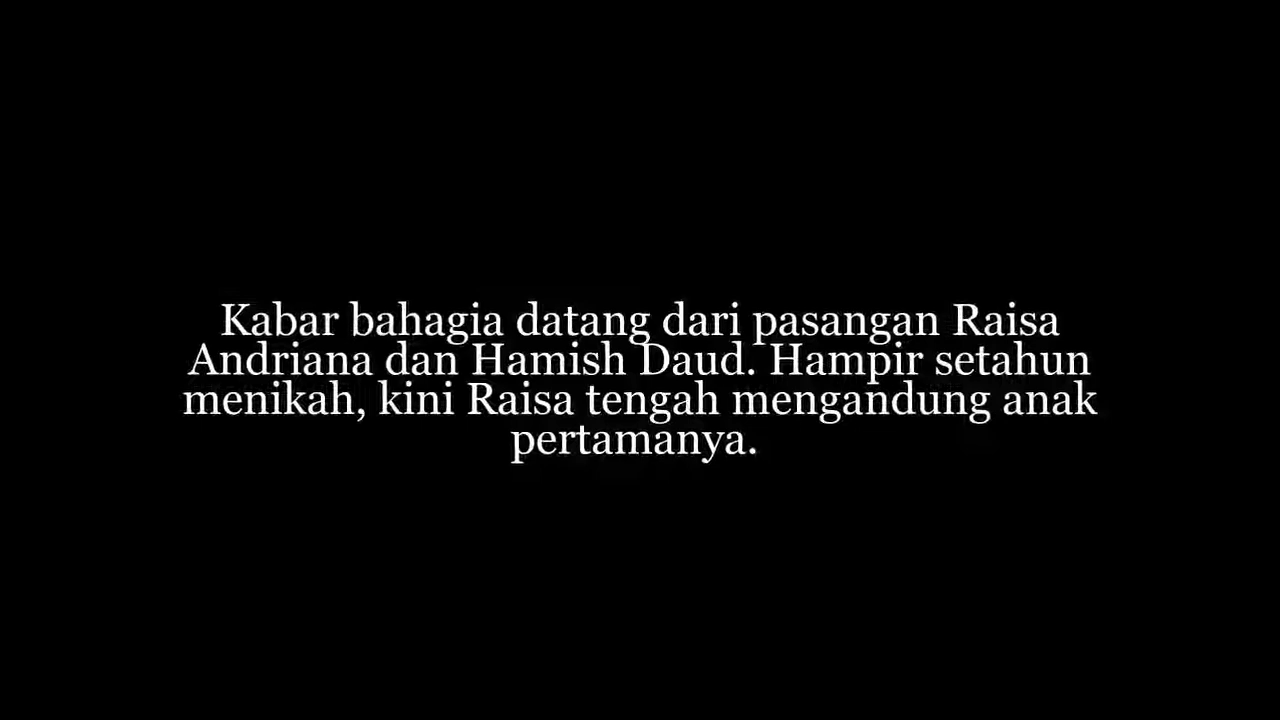 Kabar bahagia datang dari pasangan Raisa
Andriana dan Hamish Daud. Hampir setahun
menikah, kini Raisa tengah mengandung anak
pertamanya.